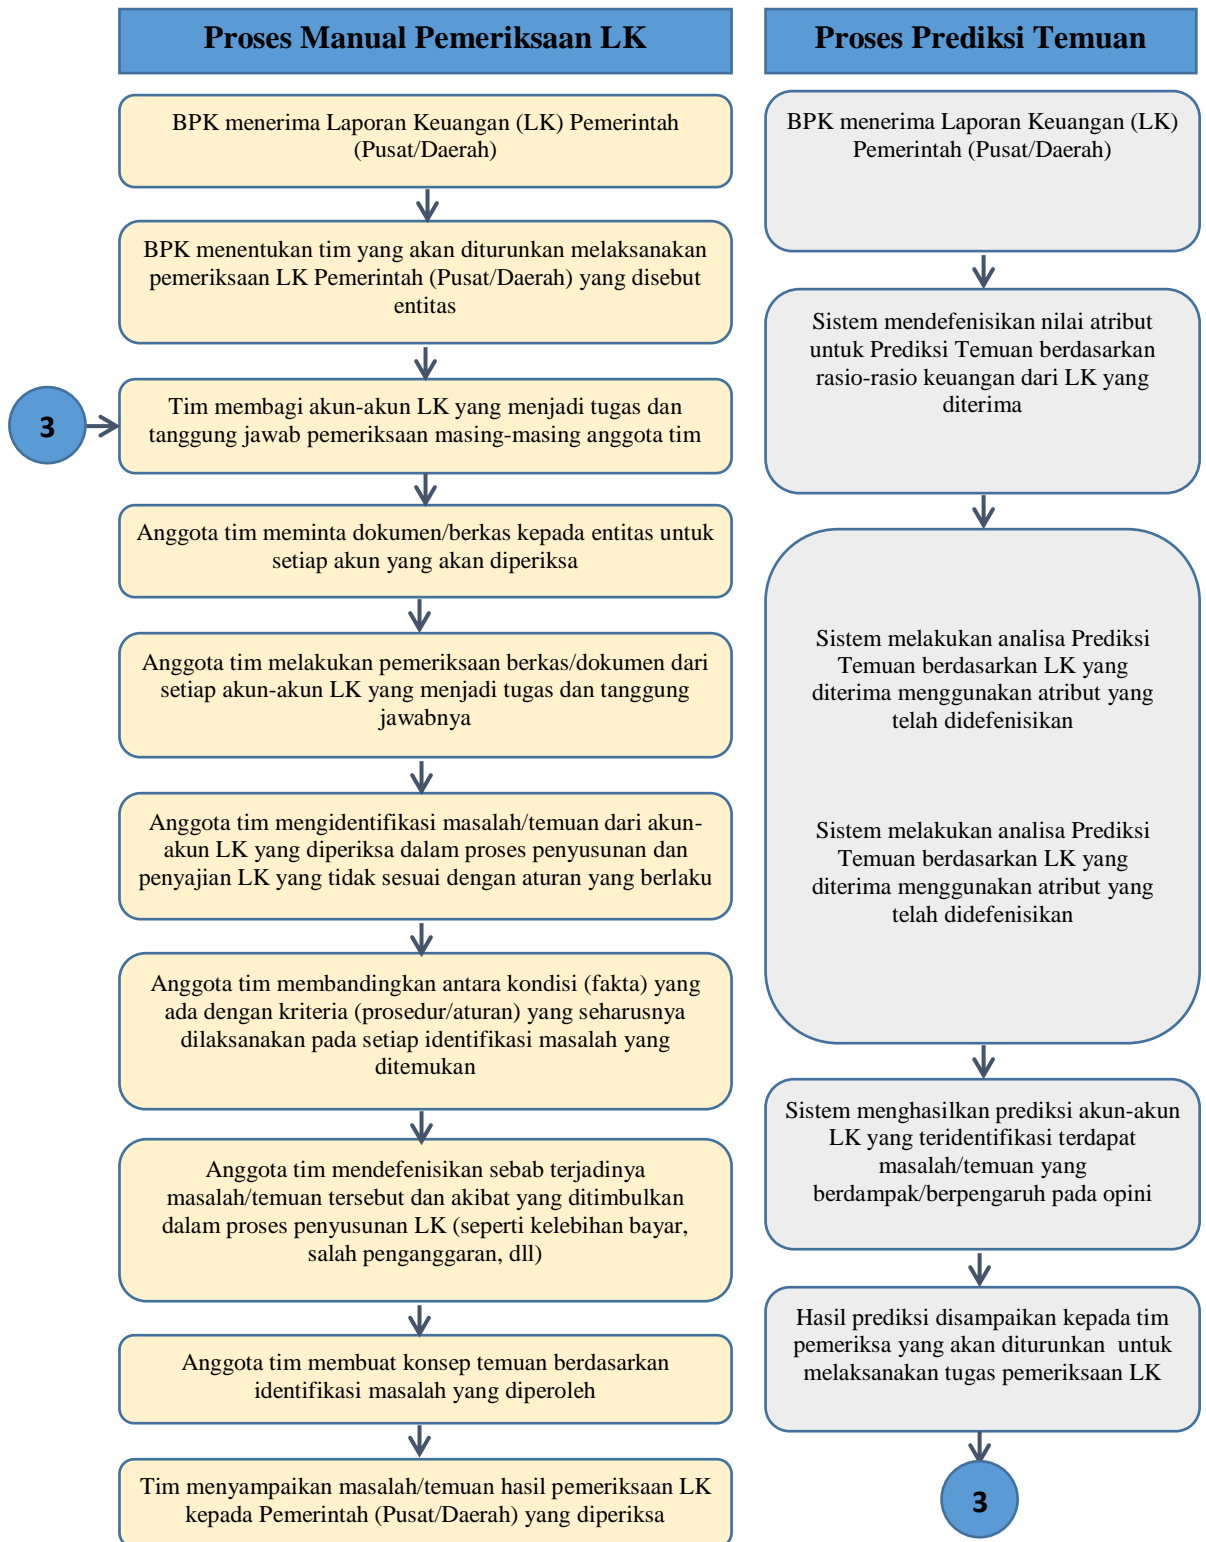 Proses Manual Pemeriksaan LK
BPK menerima Laporan Keuangan (LK) Pemerintah
(Pusat/Daerah)
BPK menentukan tim yang akan diturunkan melaksanakan
pemeriksaan LK Pemerintah (Pusat/Daerah) yang disebut
entitas
3
Tim membagi akun-akun LK yang menjadi tugas dan
tanggung jawab pemeriksaan masing-masing anggota tim
Anggota tim meminta dokumen/berkas kepada entitas untuk
setiap akun yang akan diperiksa
Anggota tim melakukan pemeriksaan berkas/dokumen dari
setiap akun-akun LK yang menjadi tugas dan tanggung
jawabnya
Anggota tim mengidentifikasi masalah/temuan dari akun-
akun LK yang diperiksa dalam proses penyusunan dan
penyajian LK yang tidak sesuai dengan aturan yang berlaku
Anggota tim membandingkan antara kondisi (fakta) yang
ada dengan kriteria (prosedur/aturan) yang seharusnya
dilaksanakan pada setiap identifikasi masalah yang
ditemukan
Anggota tim mendefenisikan sebab terjadinya
masalah/temuan tersebut dan akibat yang ditimbulkan
dalam proses penyusunan LK (seperti kelebihan bayar,
salah penganggaran, dll)
Anggota tim membuat konsep temuan berdasarkan
identifikasi masalah yang diperoleh
Tim menyampaikan masalah/temuan hasil pemeriksaan LK
kepada Pemerintah (Pusat/Daerah) yang diperiksa
Proses Prediksi Temuan
BPK menerima Laporan Keuangan (LK)
Pemerintah (Pusat/Daerah)
Sistem mendefenisikan nilai atribut
untuk Prediksi Temuan berdasarkan
rasio-rasio keuangan dari LK yang
diterima
Sistem melakukan analisa Prediksi
Temuan berdasarkan LK yang
diterima menggunakan atribut yang
telah didefenisikan
Sistem melakukan analisa Prediksi
Temuan berdasarkan LK yang
diterima menggunakan atribut yang
telah didefenisikan
Sistem menghasilkan prediksi akun-akun
LK yang teridentifikasi terdapat
masalah/temuan yang
berdampak/berpengaruh pada opini
Hasil prediksi disampaikan kepada tim
pemeriksa yang akan diturunkan untuk
melaksanakan tugas pemeriksaan LK
3